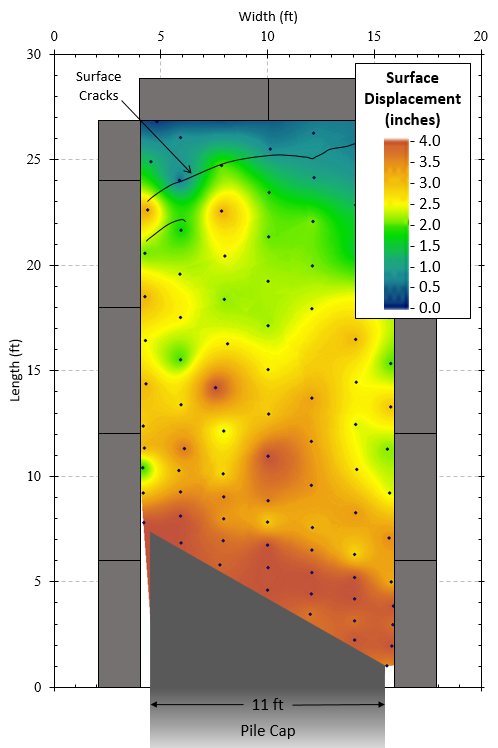 Width (ft)
0
5
10
15
20
30
25
20
15
10
5
0
Length (ft)
Surface
Cracks
Surface
Displacement
(inches)
4.0
3.5
3.0
2.5
2.0
1.5
1.0
0.5
0.0
11 ft
Pile Cap